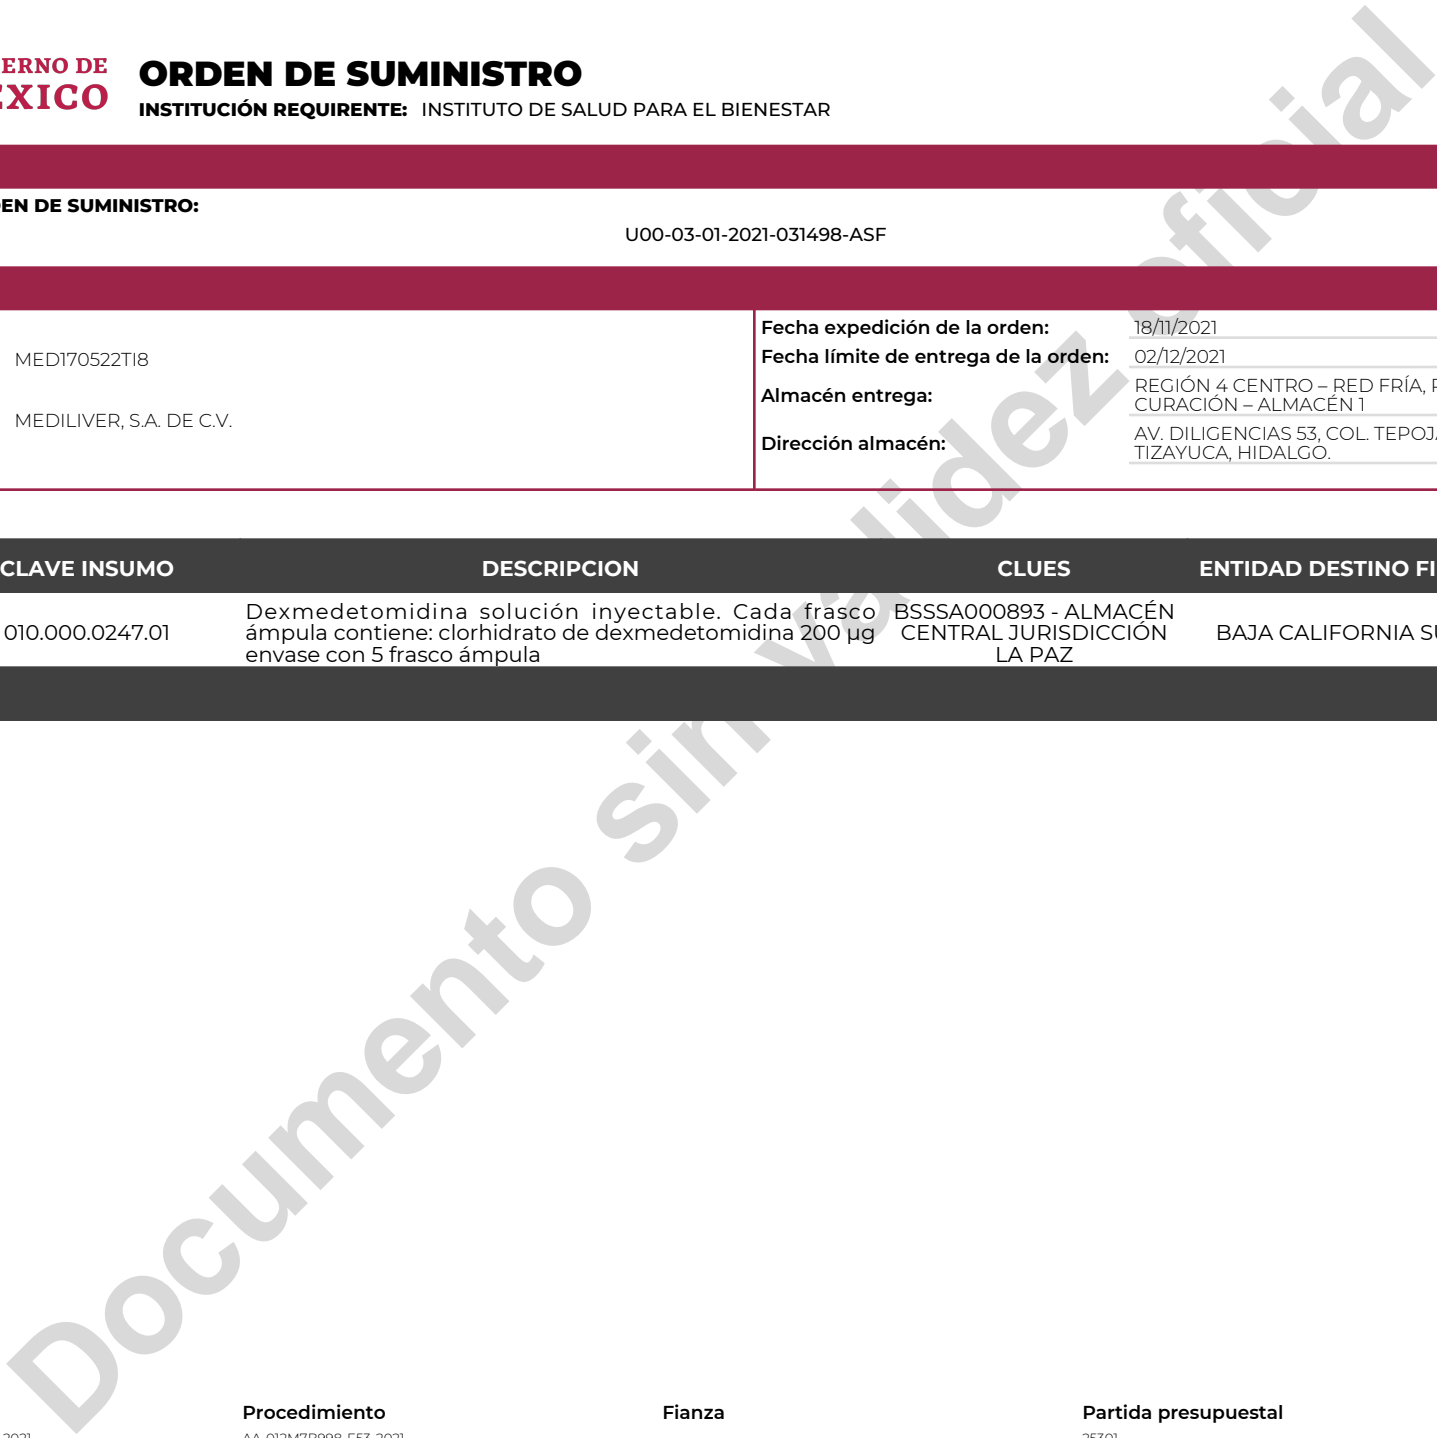 ERNO DE
EXICO
ORDEN DE SUMINISTRO
INSTITUCIÓN REQUIRENTE: INSTITUTO DE SALUD PARA EL BIENESTAR
EN DE SUMINISTRO:
U00-03-01-2021-031498-ASF
MED170522TI8
MEDILIVER, S.A. DE C.V.
Fecha expedición de la orden: 18/11/2021
Fecha límite de entrega de la orden: 02/12/2021
Almacén entrega:
REGIÓN 4 CENTRO – RED FRÍA,
CURACIÓN – ALMACÉN 1
Dirección almacén:
AV. DILIGENCIAS 53, COL. TEPOJ
TIZAYUCA, HIDALGO.
CLAVE INSUMO DESCRIPCION CLUES ENTIDAD DESTINO FI
010.000.0247.01
Dexmedetomidina solución inyectable. Cada frasco
ámpula contiene: clorhidrato de dexmedetomidina 200 µg
envase con 5 frasco ámpula
BSSSA000893 - ALMACÉN
CENTRAL JURISDICCIÓN
LA PAZ
BAJA CALIFORNIA S
Documento sin validez oficial
Procedimiento Fianza Partida presupuestal